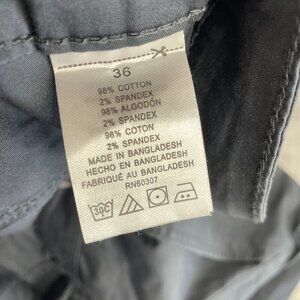 36
98% COTTON
2% SPANDEX
98% ALGODÓN
2% SPANDEX
98% COTON
2% SPANDEX
MADE IN BANGLADESH
HECHO EN BANGLADESH
FABRIQUÉ AU BANGLADESH
RN60307
30C